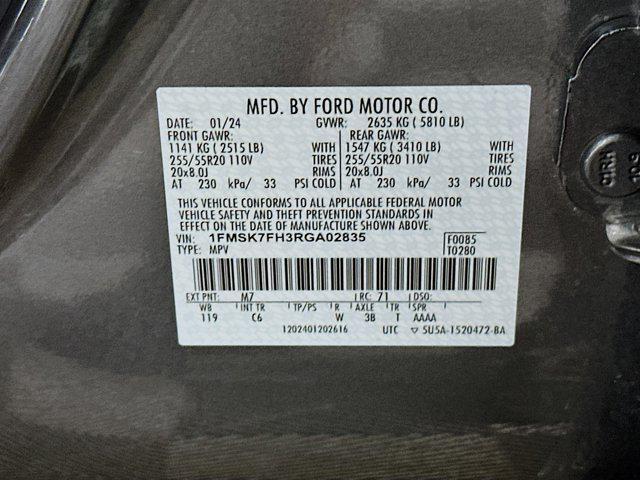 MFD. BY FORD MOTOR CO.
DATE: 01/24 GVWR: 2635 KG ( 5810 LB)
FRONT GAWR: REAR GAWR:
1141 KG ( 2515 LB) WITH 1547 KG ( 3410 LB) WITH
255/55R20 110V TIRES 255/55R20 110V TIRES
20x8.0J RIMS 20x8.0J RIMS
AT 230 kPa/ 33 PSI COLD AT 230 kPa/ 33 PSI COLD
THIS VEHICLE CONFORMS TO ALL APPLICABLE FEDERAL MOTOR
VEHICLE SAFETY AND THEFT PREVENTION STANDARDS IN
EFFECT ON THE DATE OF MANUFACTURE SHOWN ABOVE.
VIN: 1FMSK7FH3RGA02835 F0085
TYPE: MPV T0280
EXT PNT: M7 RC: 71 DSO:
WB INT TR TP/PS R AXLE TR SPR
119 C6 W 3B T AAAA
1202401202616 UTC ▽ 5U5A-1520472-BA